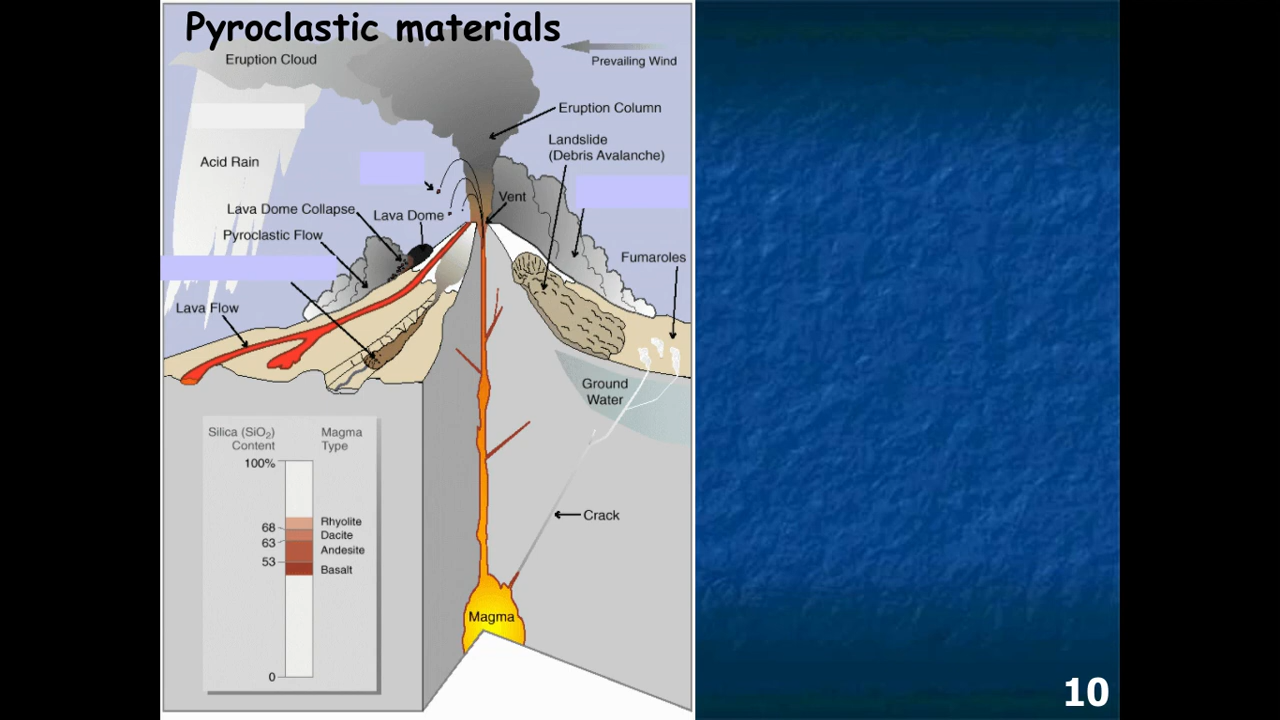 Pyroclastic materials
Eruption Cloud
Prevailing Wind
Eruption Column
Landslide
(Debris Avalanche)
Acid Rain
Vent
Lava Dome Collapse
Lava Dome
Pyroclastic Flow
Fumaroles
Lava Flow
Ground
Water
Silica (SiO₂)
Content
Magma
Type
100%
68
63
53
0
Rhyolite
Dacite
Andesite
Basalt
Crack
Magma
10